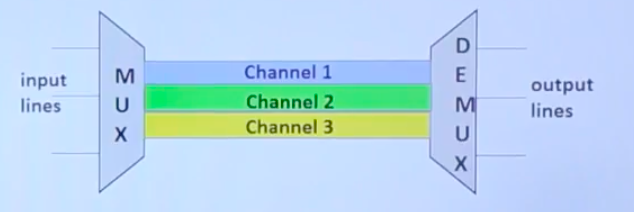 input
lines
M
U
X
Channel 1
Channel 2
Channel 3
D
E
M
U
X
output
lines